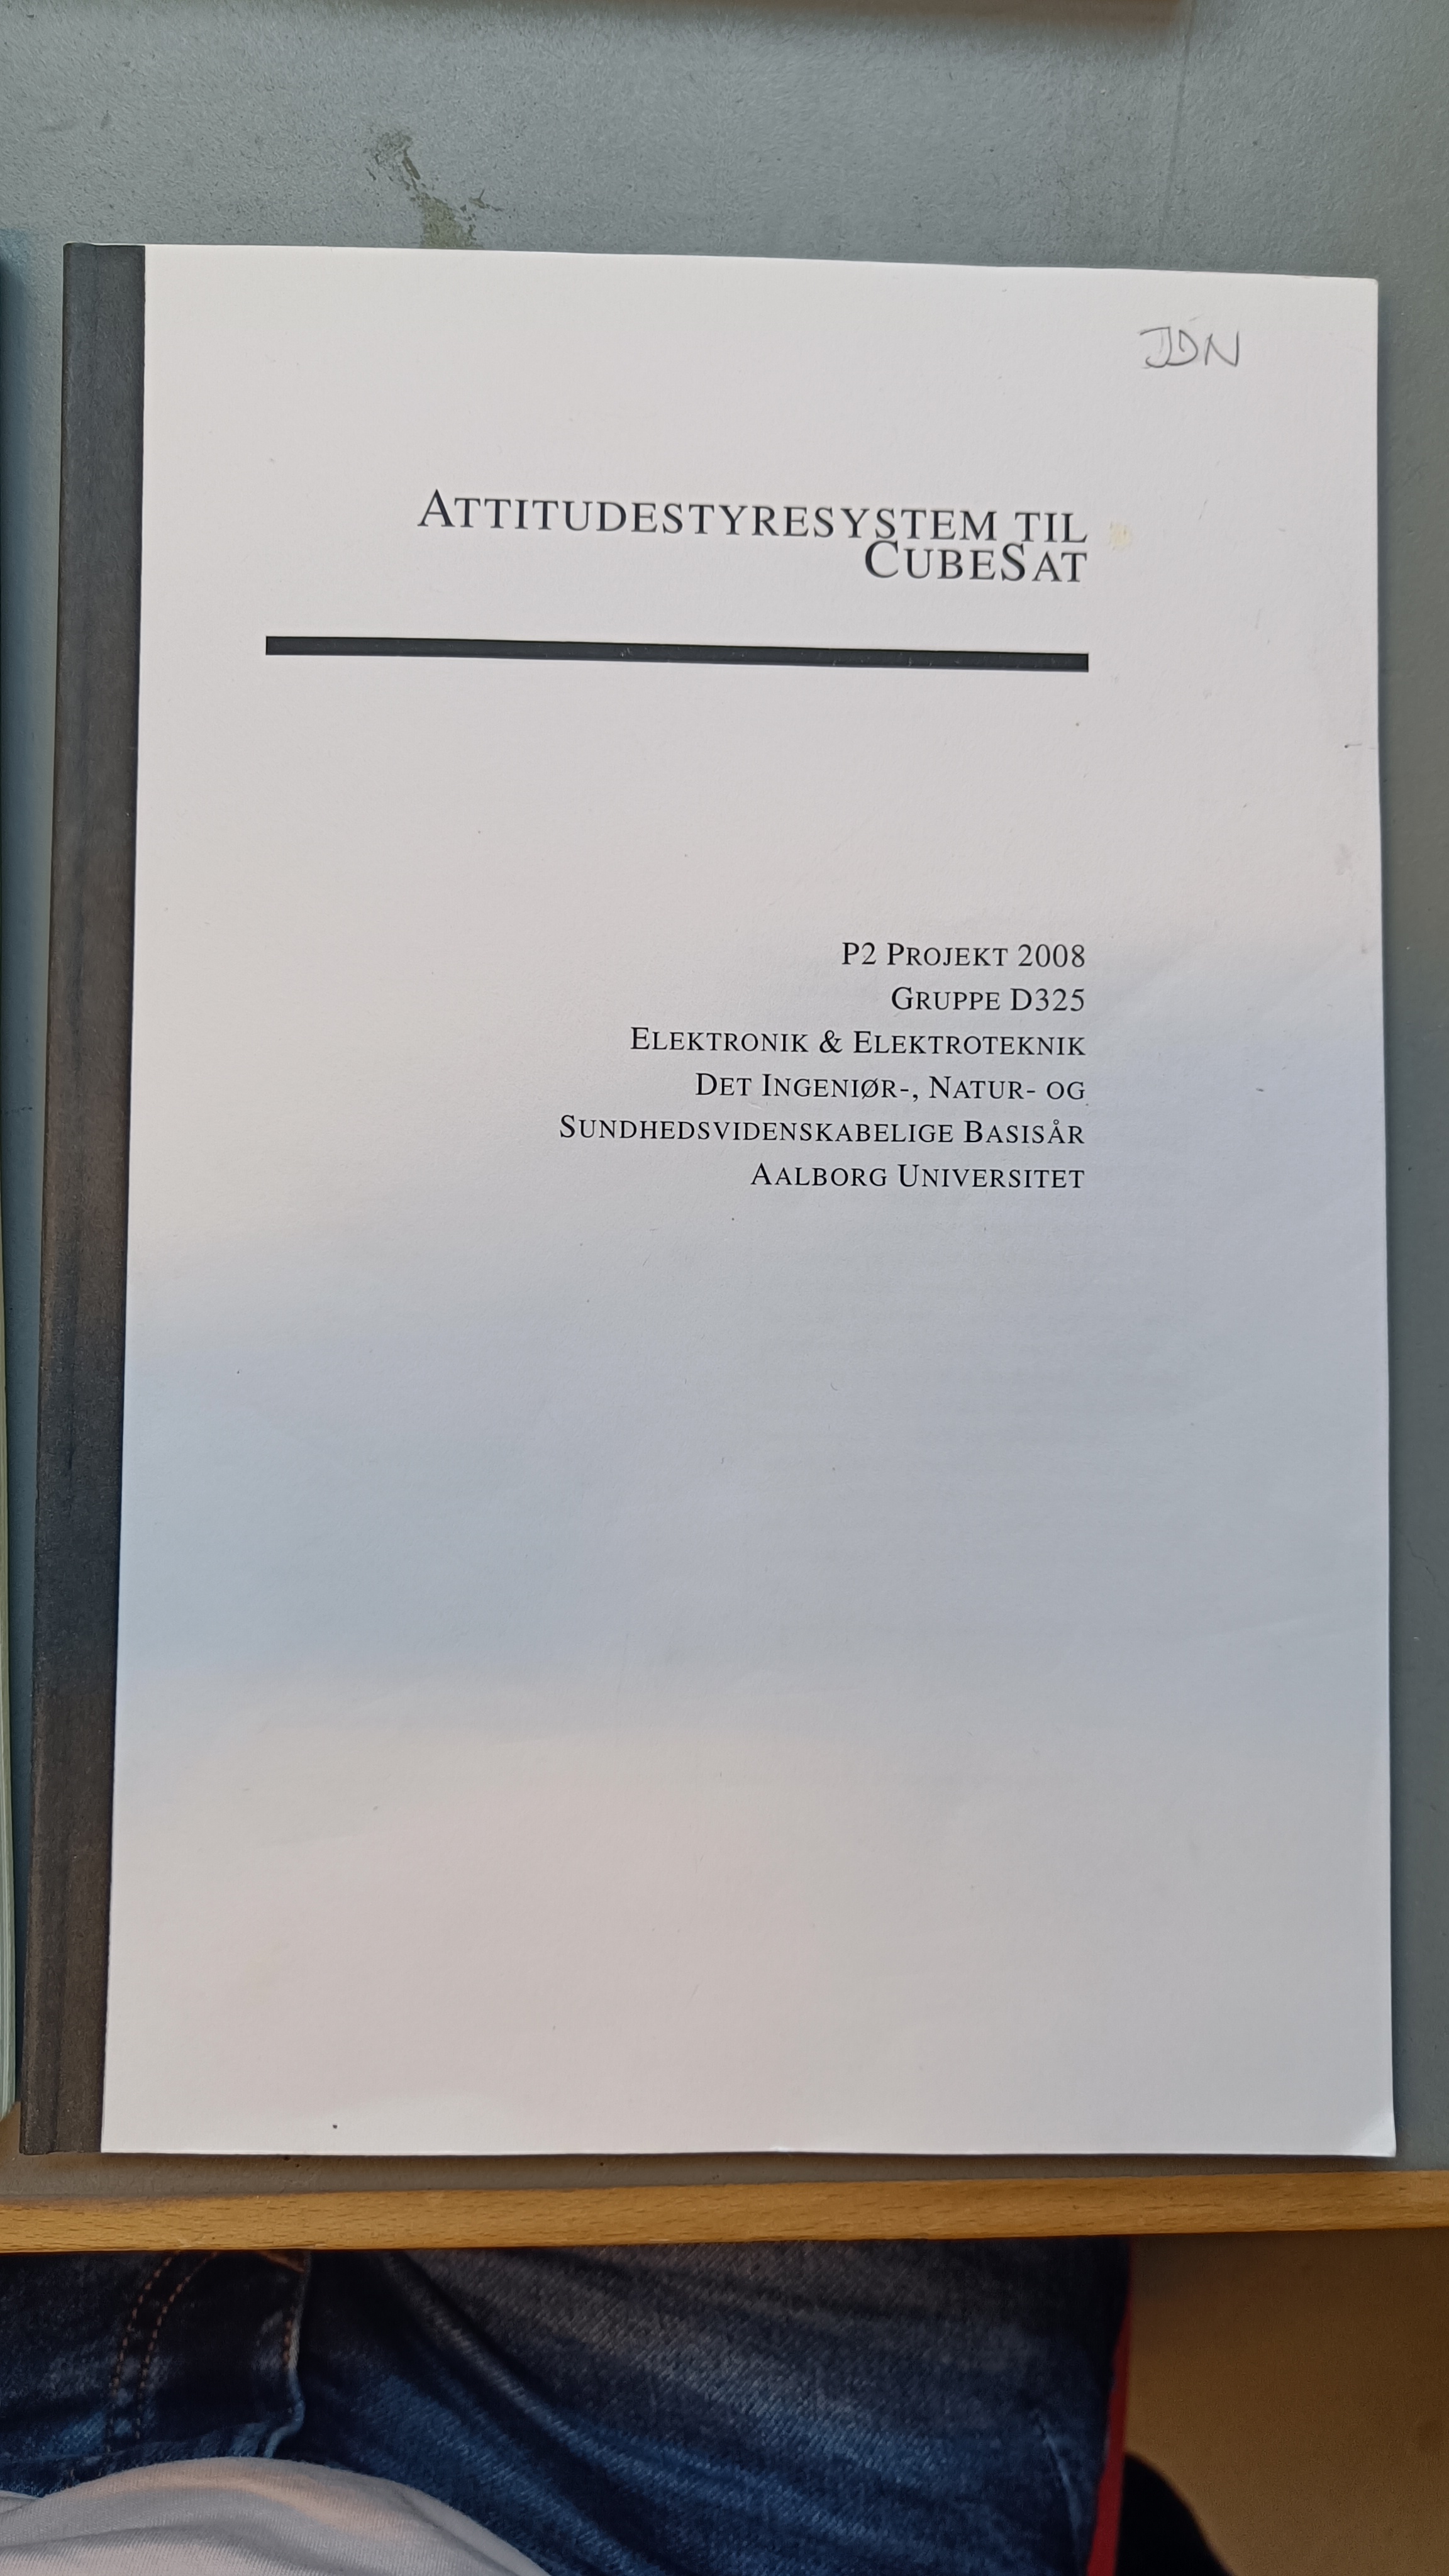 JDN
ATTITUDESTYRESYSTEM TIL
CUBESAT
P2 PROJEKT 2008
GRUPPE D325
ELEKTRONIK & ELEKTROTEKNIK
DET INGENIØR-, NATUR- OG
SUNDHEDSVIDENSKABELIGE BASISÅR
AALBORG UNIVERSITET